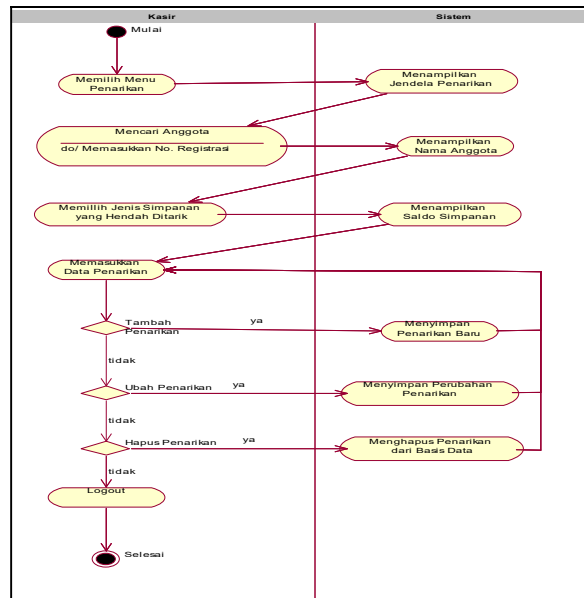 Kasir
Sistem
Mulai
Memilih Menu
Penarikan
Menampilkan
Jendela Penarikan
Mencari Anggota
do/ Memasukkan No. Registrasi
Menampilkan
Nama Anggota
Memillih Jenis Simpanan
yang Hendah Ditarik
Menampilkan
Saldo Simpanan
Memasukkan
Data Penarikan
Tambah
Penarikan
ya
Menyimpan
Penarikan Baru
tidak
Ubah Penarikan
ya
Menyimpan Perubahan
Penarikan
tidak
Hapus Penarikan
ya
Menghapus Penarikan
dari Basis Data
tidak
Logout
Selesai